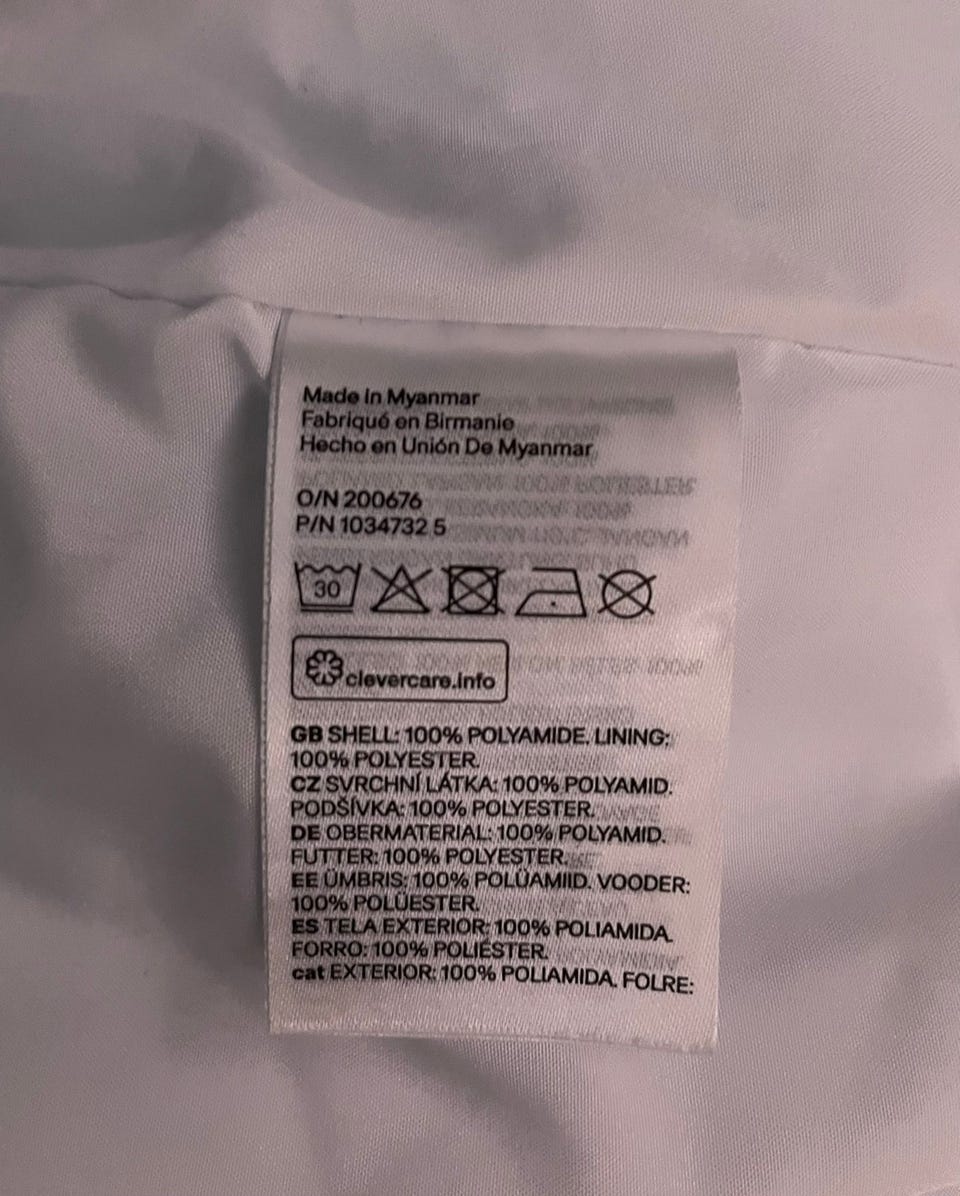 Made in Myanmar
Fabriqué en Birmanie
Hecho en Unión De Myanmar
O/N 200676
P/N 1034732 5
30
clevercare.info
GB SHELL: 100% POLYAMIDE. LINING:
100% POLYESTER.
CZ SVRCHNÍ LÁTKA: 100% POLYAMID.
PODŠÍVKA: 100% POLYESTER.
DE OBERMATERIAL: 100% POLYAMID.
FUTTER: 100% POLYESTER.
EE ÜMBRIS: 100% POLÜAMIID. VOODER:
100% POLÜESTER.
ES TELA EXTERIOR: 100% POLIAMIDA.
FORRO: 100% POLIÉSTER.
cat EXTERIOR: 100% POLIAMIDA. FOLRE: